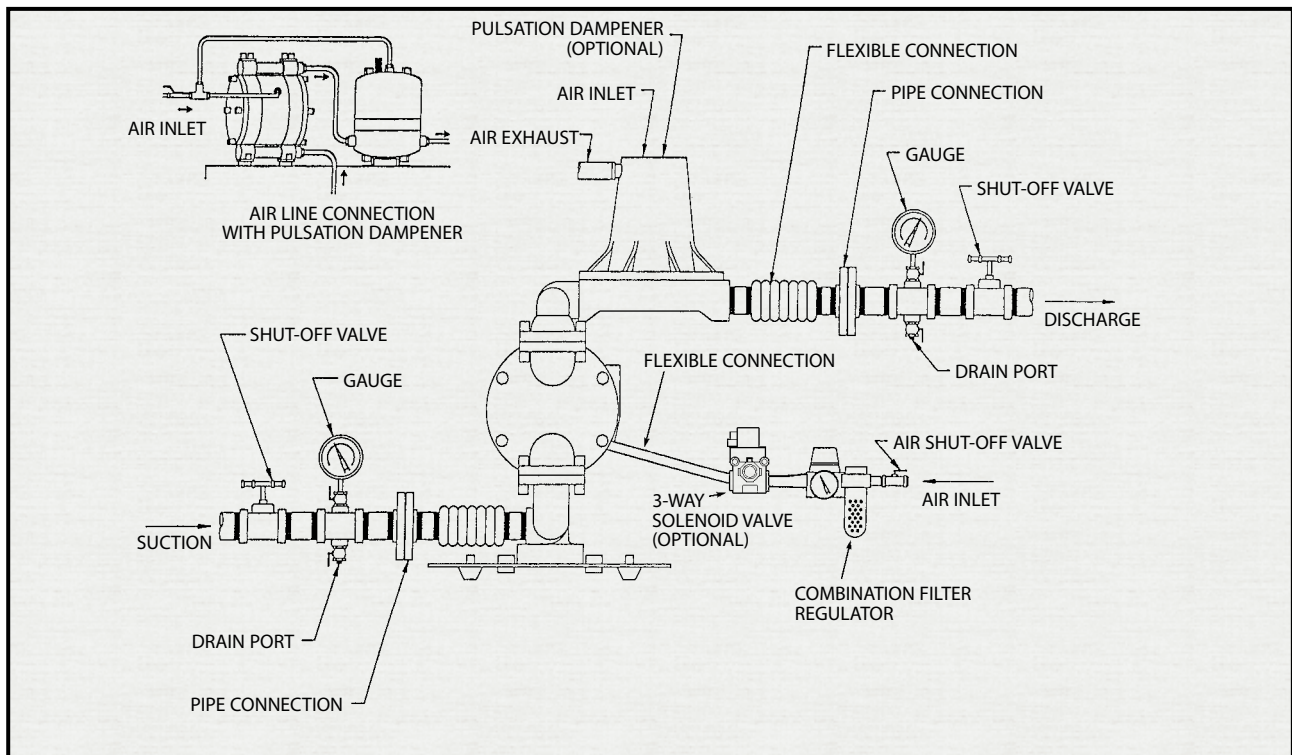 PULSATION DAMPENER
(OPTIONAL)
FLEXIBLE CONNECTION
AIR INLET
PIPE CONNECTION
AIR INLET
AIR EXHAUST
GAUGE
SHUT-OFF VALVE
AIR LINE CONNECTION
WITH PULSATION DAMPENER
DISCHARGE
SHUT-OFF VALVE
FLEXIBLE CONNECTION
DRAIN PORT
GAUGE
AIR SHUT-OFF VALVE
AIR INLET
3-WAY
SOLENOID VALVE
(OPTIONAL)
SUCTION
COMBINATION FILTER
REGULATOR
DRAIN PORT
PIPE CONNECTION